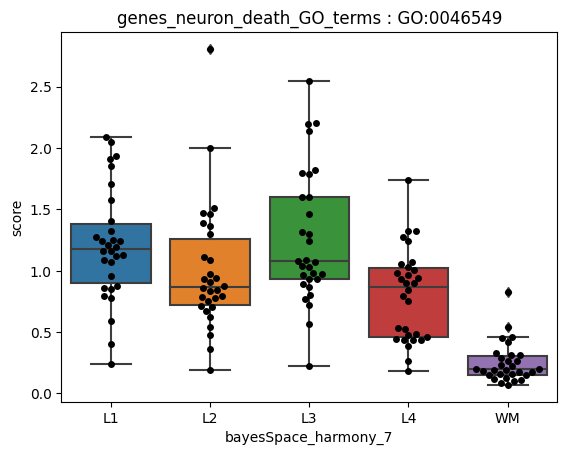 genes_neuron_death_GO_terms : GO:0046549
score
2.5
2.0
1.5
1.0
0.5
0.0
L1 L2 L3 L4 WM
bayesSpace_harmony_7